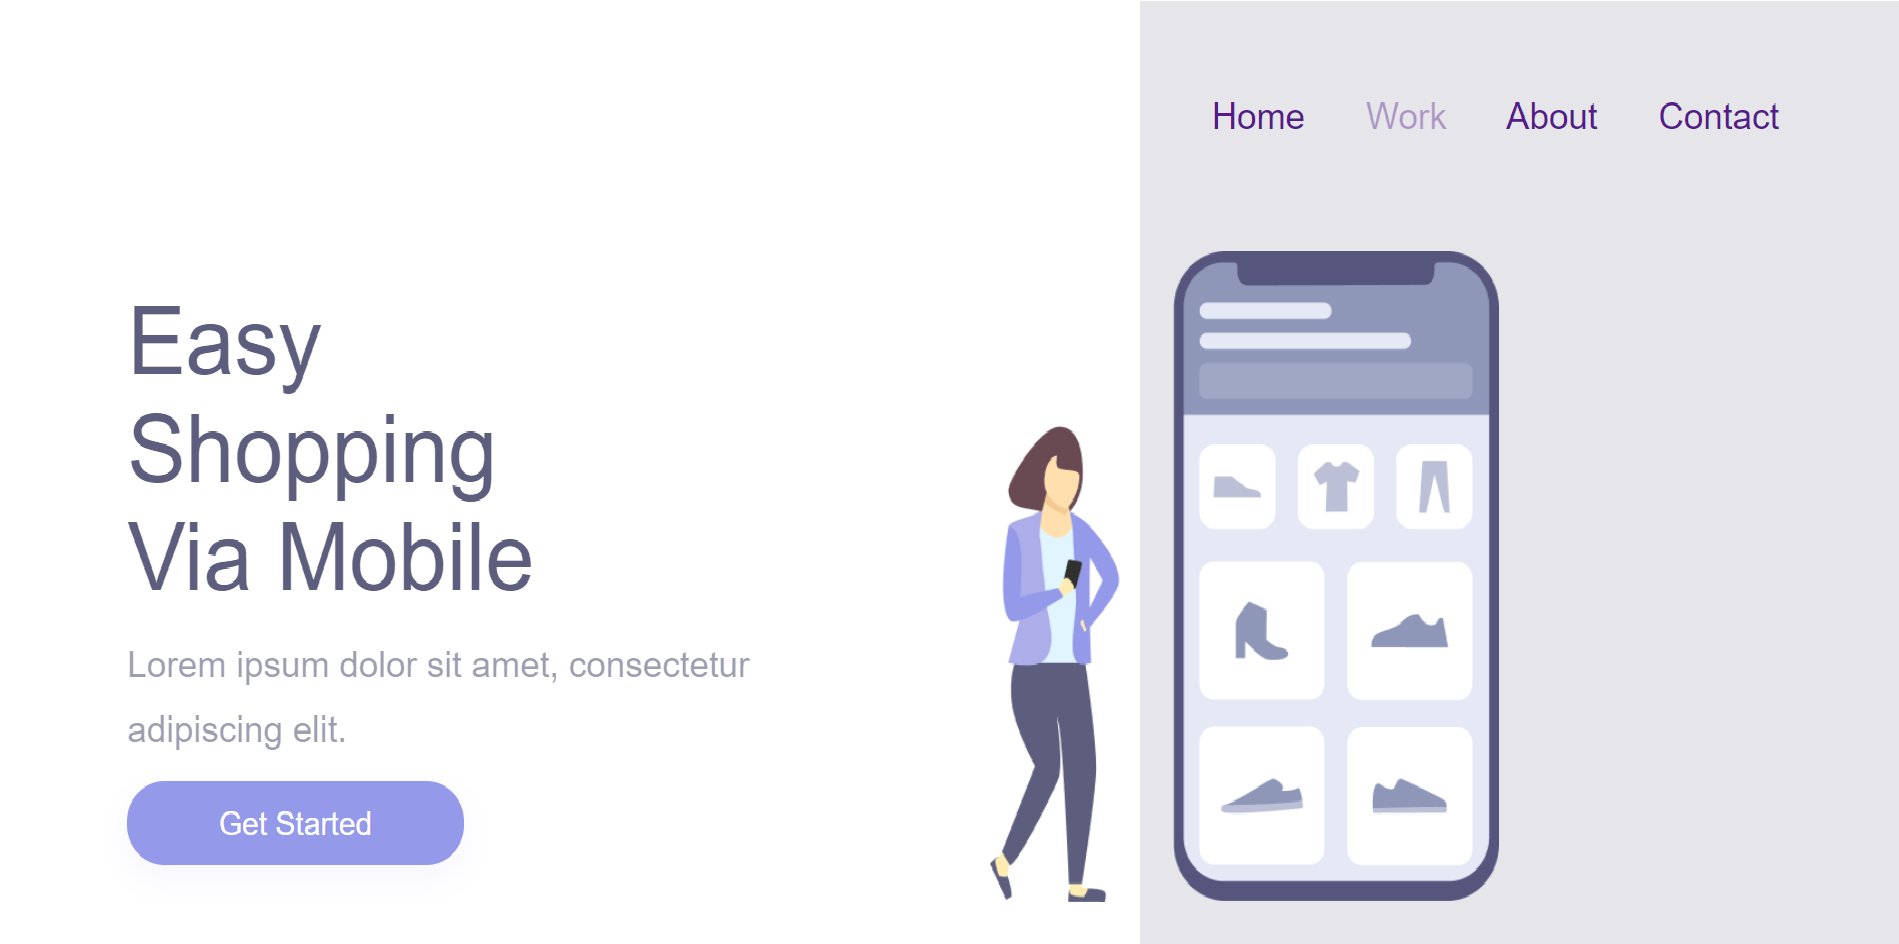 Home Work About Contact
Easy
Shopping
Via Mobile
Lorem ipsum dolor sit amet, consectetur
adipiscing elit.
Get Started